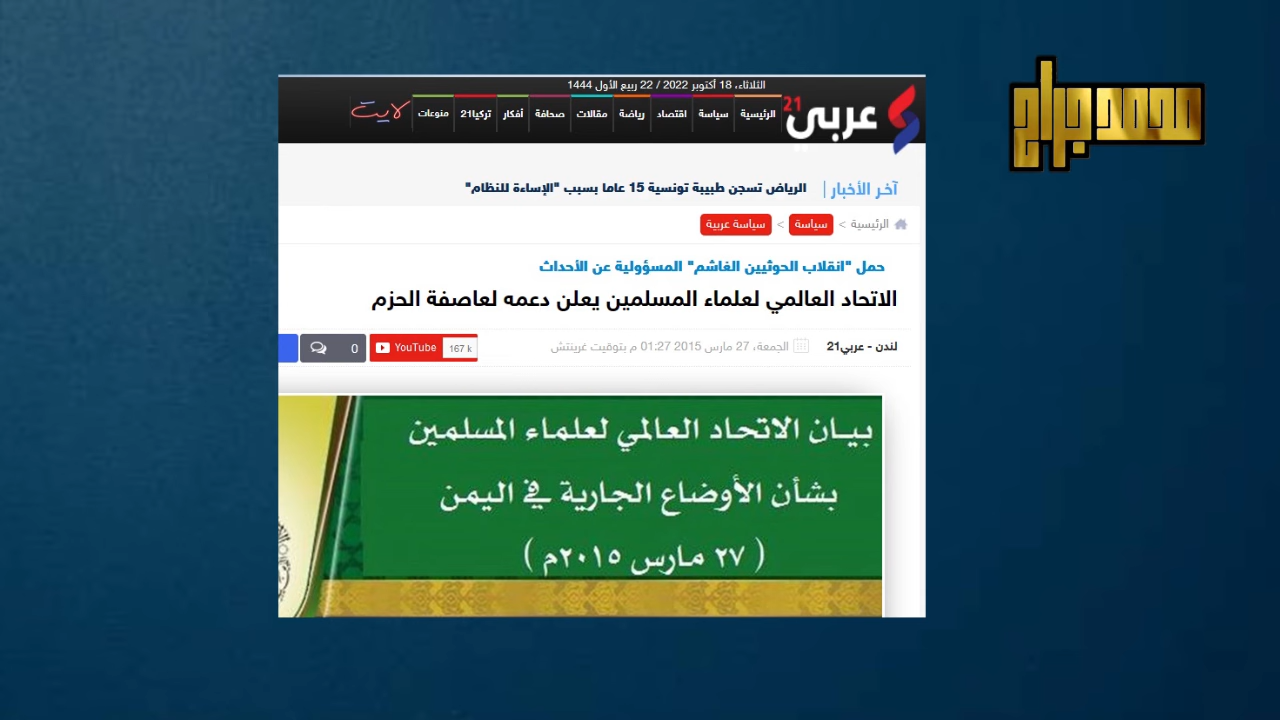 الثلاثاء، 18 أكتوبر 2022 / 22 ربيع الأول 1444
عربي 21
الرئيسية سياسة اقتصاد رياضة مقالات صحافة أفكار تركيا21 منوعات لايت
محمد جراح
آخر الأخبار | الرياض تسجن طبيبة تونسية 15 عاما بسبب "الإساءة للنظام"
الرئيسية > سياسة > سياسة عربية
حمل "انقلاب الحوثيين الغاشم" المسؤولية عن الأحداث
الاتحاد العالمي لعلماء المسلمين يعلن دعمه لعاصفة الحزم
لندن - عربي21 الجمعة، 27 مارس 2015 01:27 م بتوقيت غرينتش
YouTube 167 k 0
بيـان الاتحاد العالمي لعلماء المسلمين
بشأن الأوضاع الجارية في اليمن
( ٢٧ مارس ٢٠١٥م )